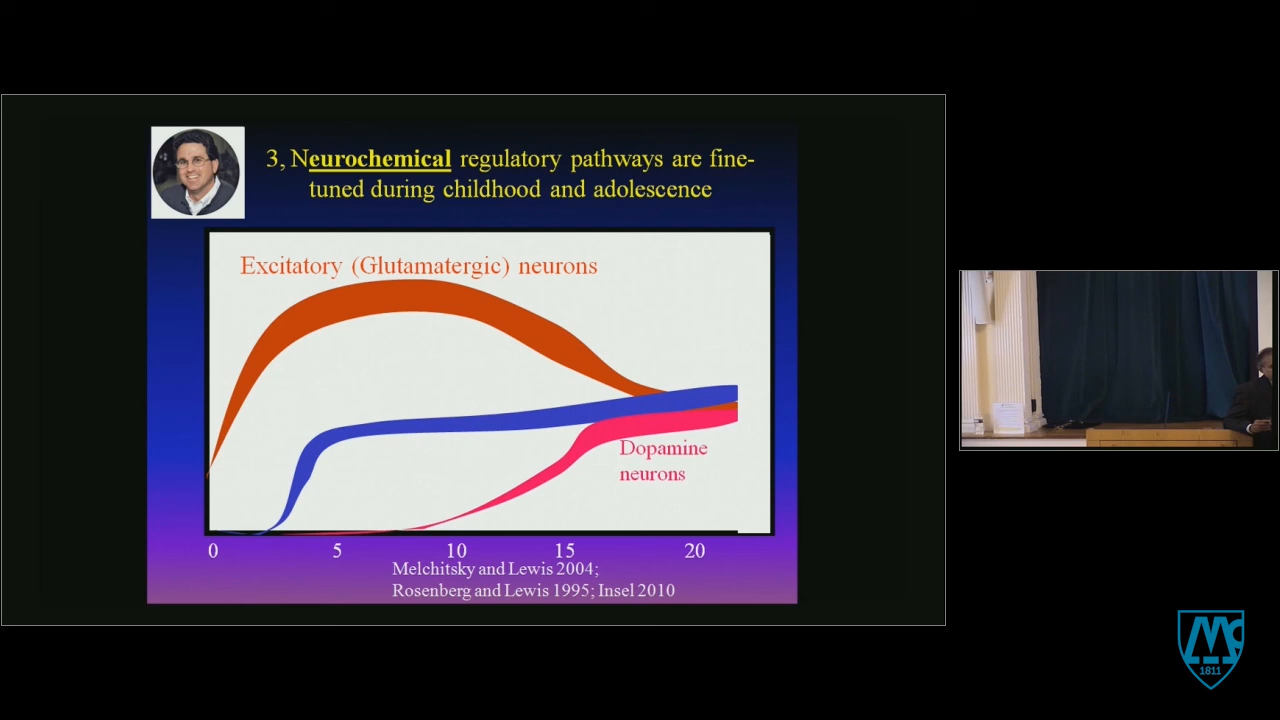 3, Neurochemical regulatory pathways are fine-
tuned during childhood and adolescence
Excitatory (Glutamatergic) neurons
Dopamine
neurons
0 5 10 15 20
Melchitsky and Lewis 2004;
Rosenberg and Lewis 1995; Insel 2010
Mc
1811